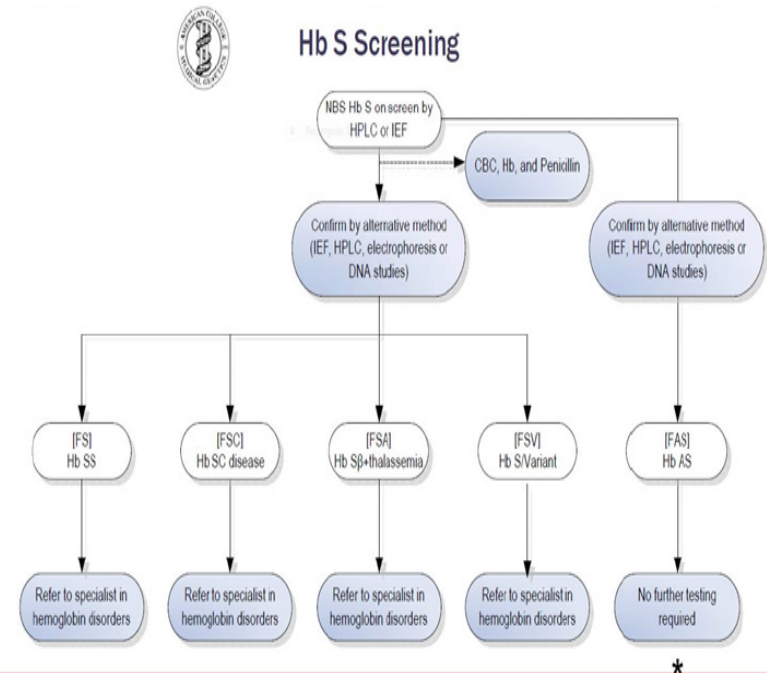 AMERICAN COLLEGE
MEDICAL GENETICS
Hb S Screening
NBS Hb S on screen by
HPLC or IEF
CBC, Hb, and Penicillin
Confirm by alternative method
(IEF, HPLC, electrophoresis or
DNA studies)
Confirm by alternative method
(IEF, HPLC, electrophoresis or
DNA studies)
[FS]
Hb SS
[FSC]
Hb SC disease
[FSA]
Hb Sβ+thalassemia
[FSV]
Hb S/Variant
[FAS]
Hb AS
Refer to specialist in
hemoglobin disorders
Refer to specialist in
hemoglobin disorders
Refer to specialist in
hemoglobin disorders
Refer to specialist in
hemoglobin disorders
No further testing
required
*